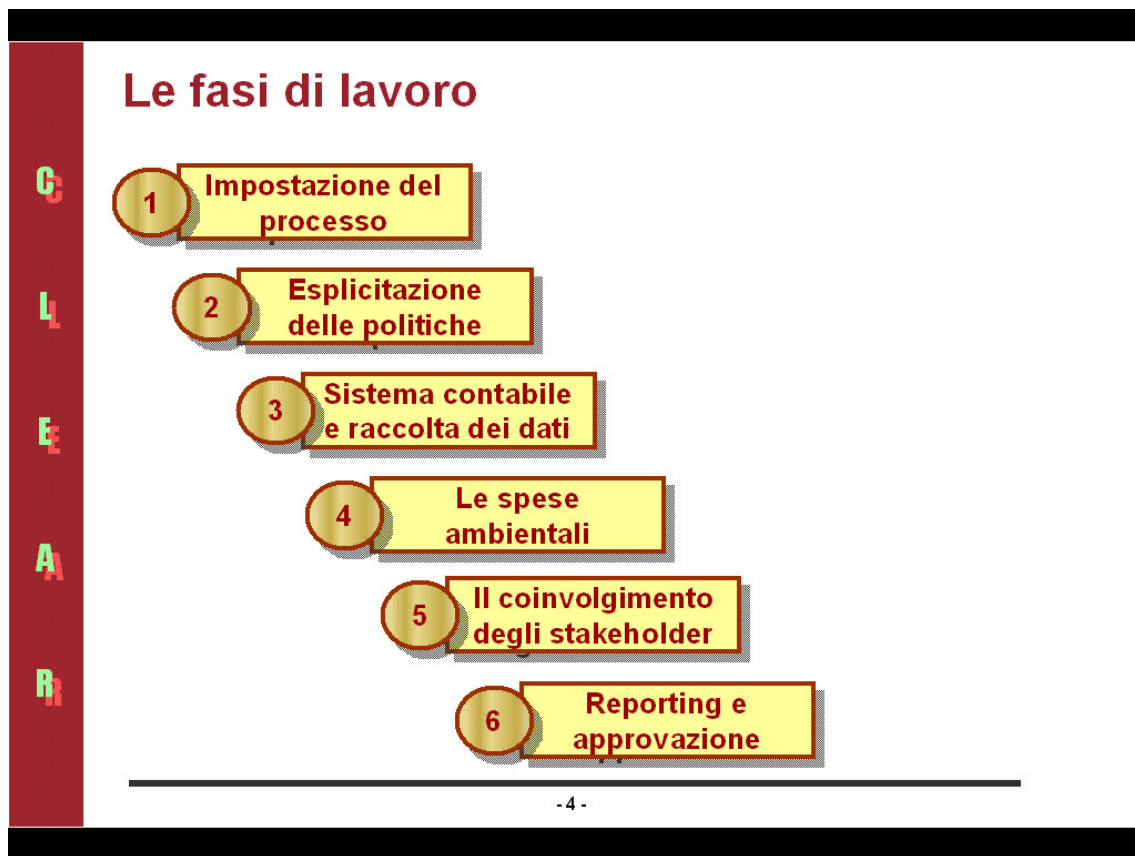 Le fasi di lavoro
C
L
E
A
R
1
Impostazione del
processo
2
Esplicitazione
delle politiche
3
Sistema contabile
e raccolta dei dati
4
Le spese
ambientali
5
Il coinvolgimento
degli stakeholder
6
Reporting e
approvazione
- 4 -